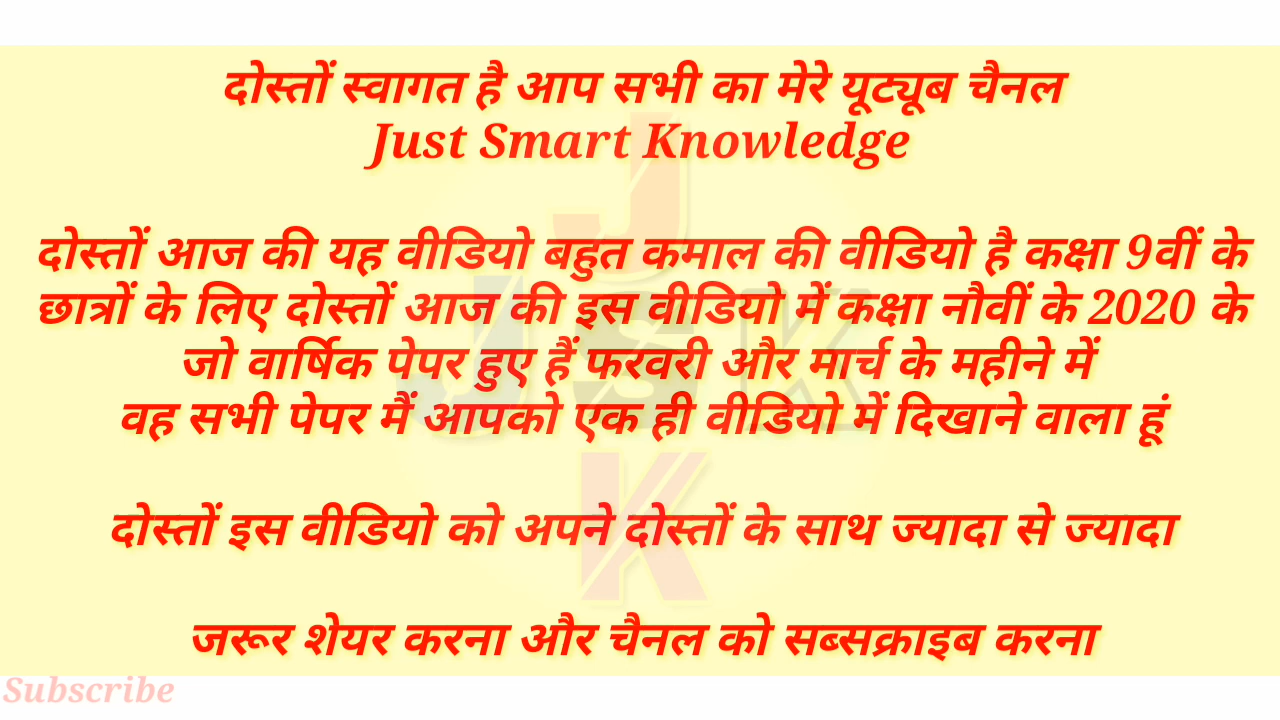 दोस्तों स्वागत है आप सभी का मेरे यूट्यूब चैनल
Just Smart Knowledge
दोस्तों आज की यह वीडियो बहुत कमाल की वीडियो है कक्षा 9वीं के
छात्रों के लिए दोस्तों आज की इस वीडियो में कक्षा नौवीं के 2020 के
जो वार्षिक पेपर हुए हैं फरवरी और मार्च के महीने में
वह सभी पेपर मैं आपको एक ही वीडियो में दिखाने वाला हूं
दोस्तों इस वीडियो को अपने दोस्तों के साथ ज्यादा से ज्यादा
जरूर शेयर करना और चैनल को सब्सक्राइब करना
Subscribe
J
JSK
K